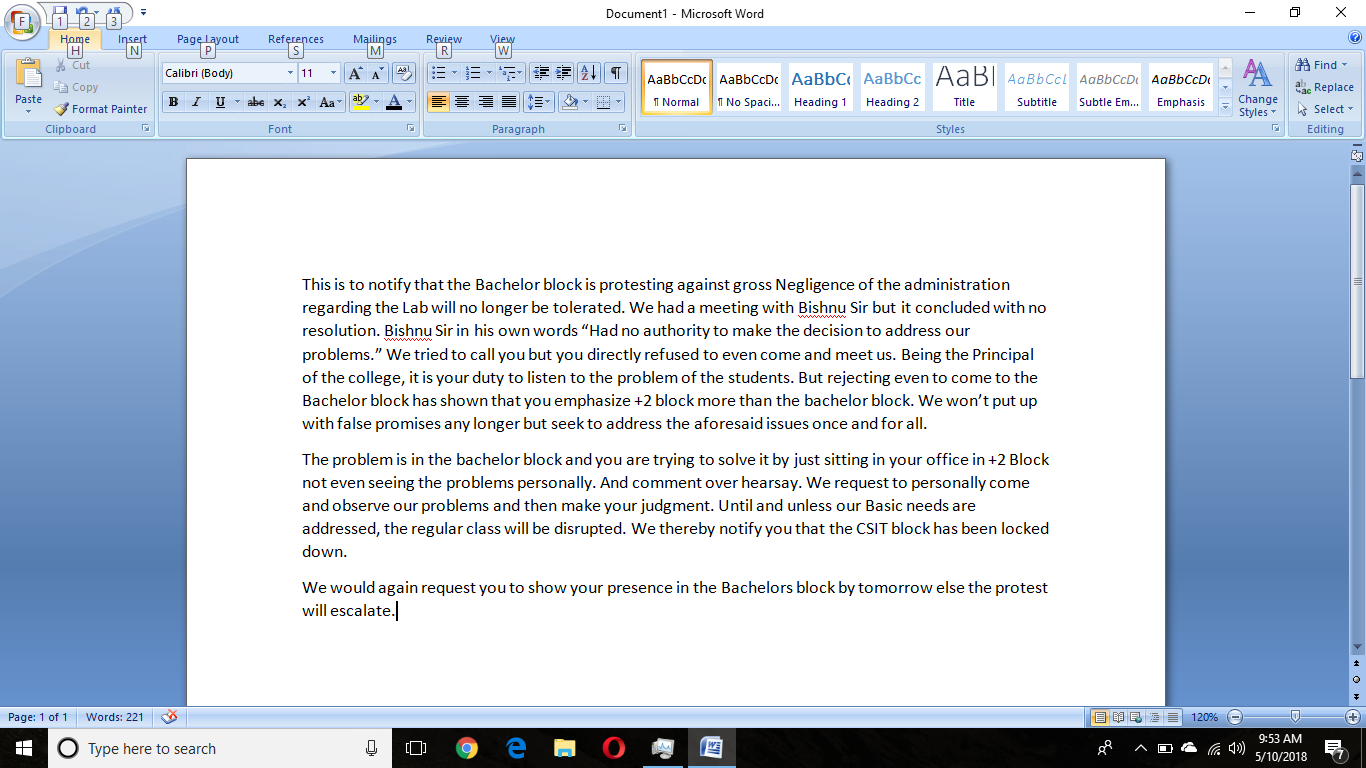 Document1 - Microsoft Word
F 1 2 3
Home Insert Page Layout References Mailings Review View
H N P S M R W
Paste
Cut
Copy
Format Painter
Clipboard
Calibri (Body) 11
B I U abc x₂ x² Aa
ab A
Font
Paragraph
AaBbCcDc AaBbCcDc AaBbCc AaBbCc AaBl AaBbCcL AaBbCcDc AaBbCcDc
¶ Normal ¶ No Spaci... Heading 1 Heading 2 Title Subtitle Subtle Em... Emphasis
Change
Styles
Styles
Find
Replace
Select
Editing
This is to notify that the Bachelor block is protesting against gross Negligence of the administration
regarding the Lab will no longer be tolerated. We had a meeting with Bishnu Sir but it concluded with no
resolution. Bishnu Sir in his own words “Had no authority to make the decision to address our
problems.” We tried to call you but you directly refused to even come and meet us. Being the Principal
of the college, it is your duty to listen to the problem of the students. But rejecting even to come to the
Bachelor block has shown that you emphasize +2 block more than the bachelor block. We won’t put up
with false promises any longer but seek to address the aforesaid issues once and for all.
The problem is in the bachelor block and you are trying to solve it by just sitting in your office in +2 Block
not even seeing the problems personally. And comment over hearsay. We request to personally come
and observe our problems and then make your judgment. Until and unless our Basic needs are
addressed, the regular class will be disrupted. We thereby notify you that the CSIT block has been locked
down.
We would again request you to show your presence in the Bachelors block by tomorrow else the protest
will escalate.
Page: 1 of 1 Words: 221 120%
Type here to search
9:53 AM
5/10/2018
7